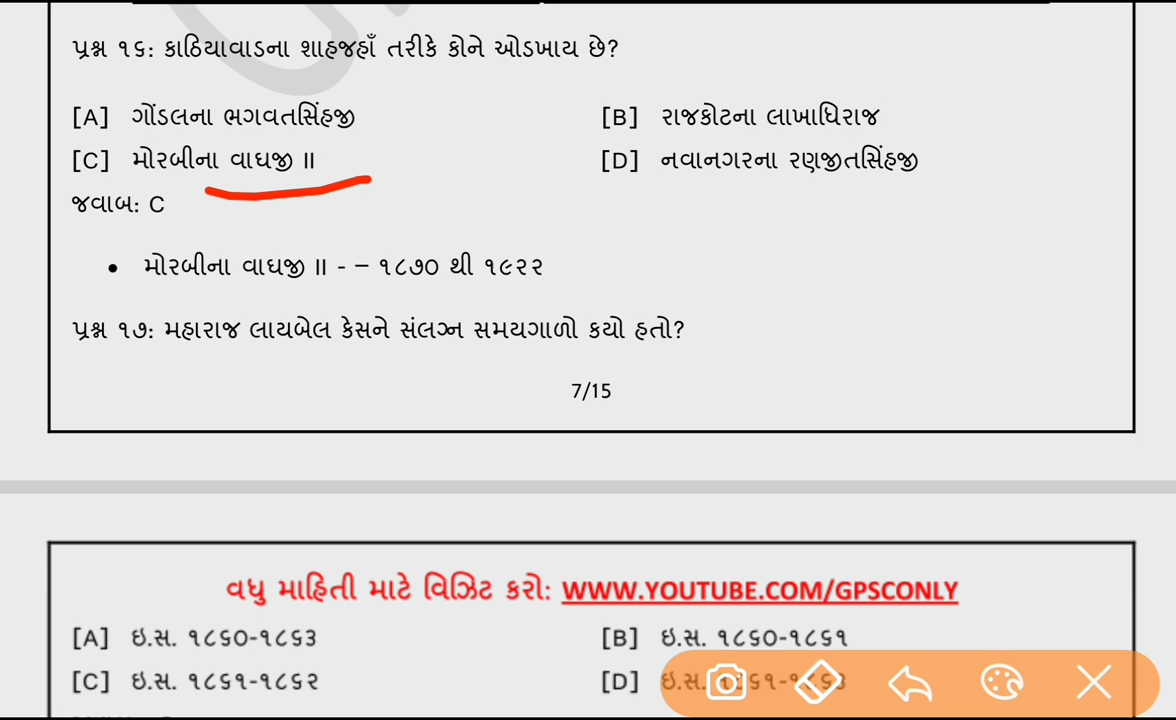 પ્રશ્ન ૧૬: કાઠિયાવાડના શાહજહાઁ તરીકે કોને ઓડખાય છે?
[A] ગોંડલના ભગવતસિંહજી [B] રાજકોટના લાખાધિરાજ
[C] મોરબીના વાઘજી II [D] નવાનગરના રણજીતસિંહજી
જવાબ: C
• મોરબીના વાઘજી II - – ૧૮૭૦ થી ૧૯૨૨
પ્રશ્ન ૧૭: મહારાજ લાયબેલ કેસને સંલગ્ન સમયગાળો કયો હતો?
7/15
વધુ માહિતી માટે વિઝિટ કરો: WWW.YOUTUBE.COM/GPSCONLY
[A] ઇ.સ. ૧૮૬૦-૧૮૬૩ [B] ઇ.સ. ૧૮૬૦-૧૮૬૧
[C] ઇ.સ. ૧૮૬૧-૧૮૬૨ [D] ઇ.સ.